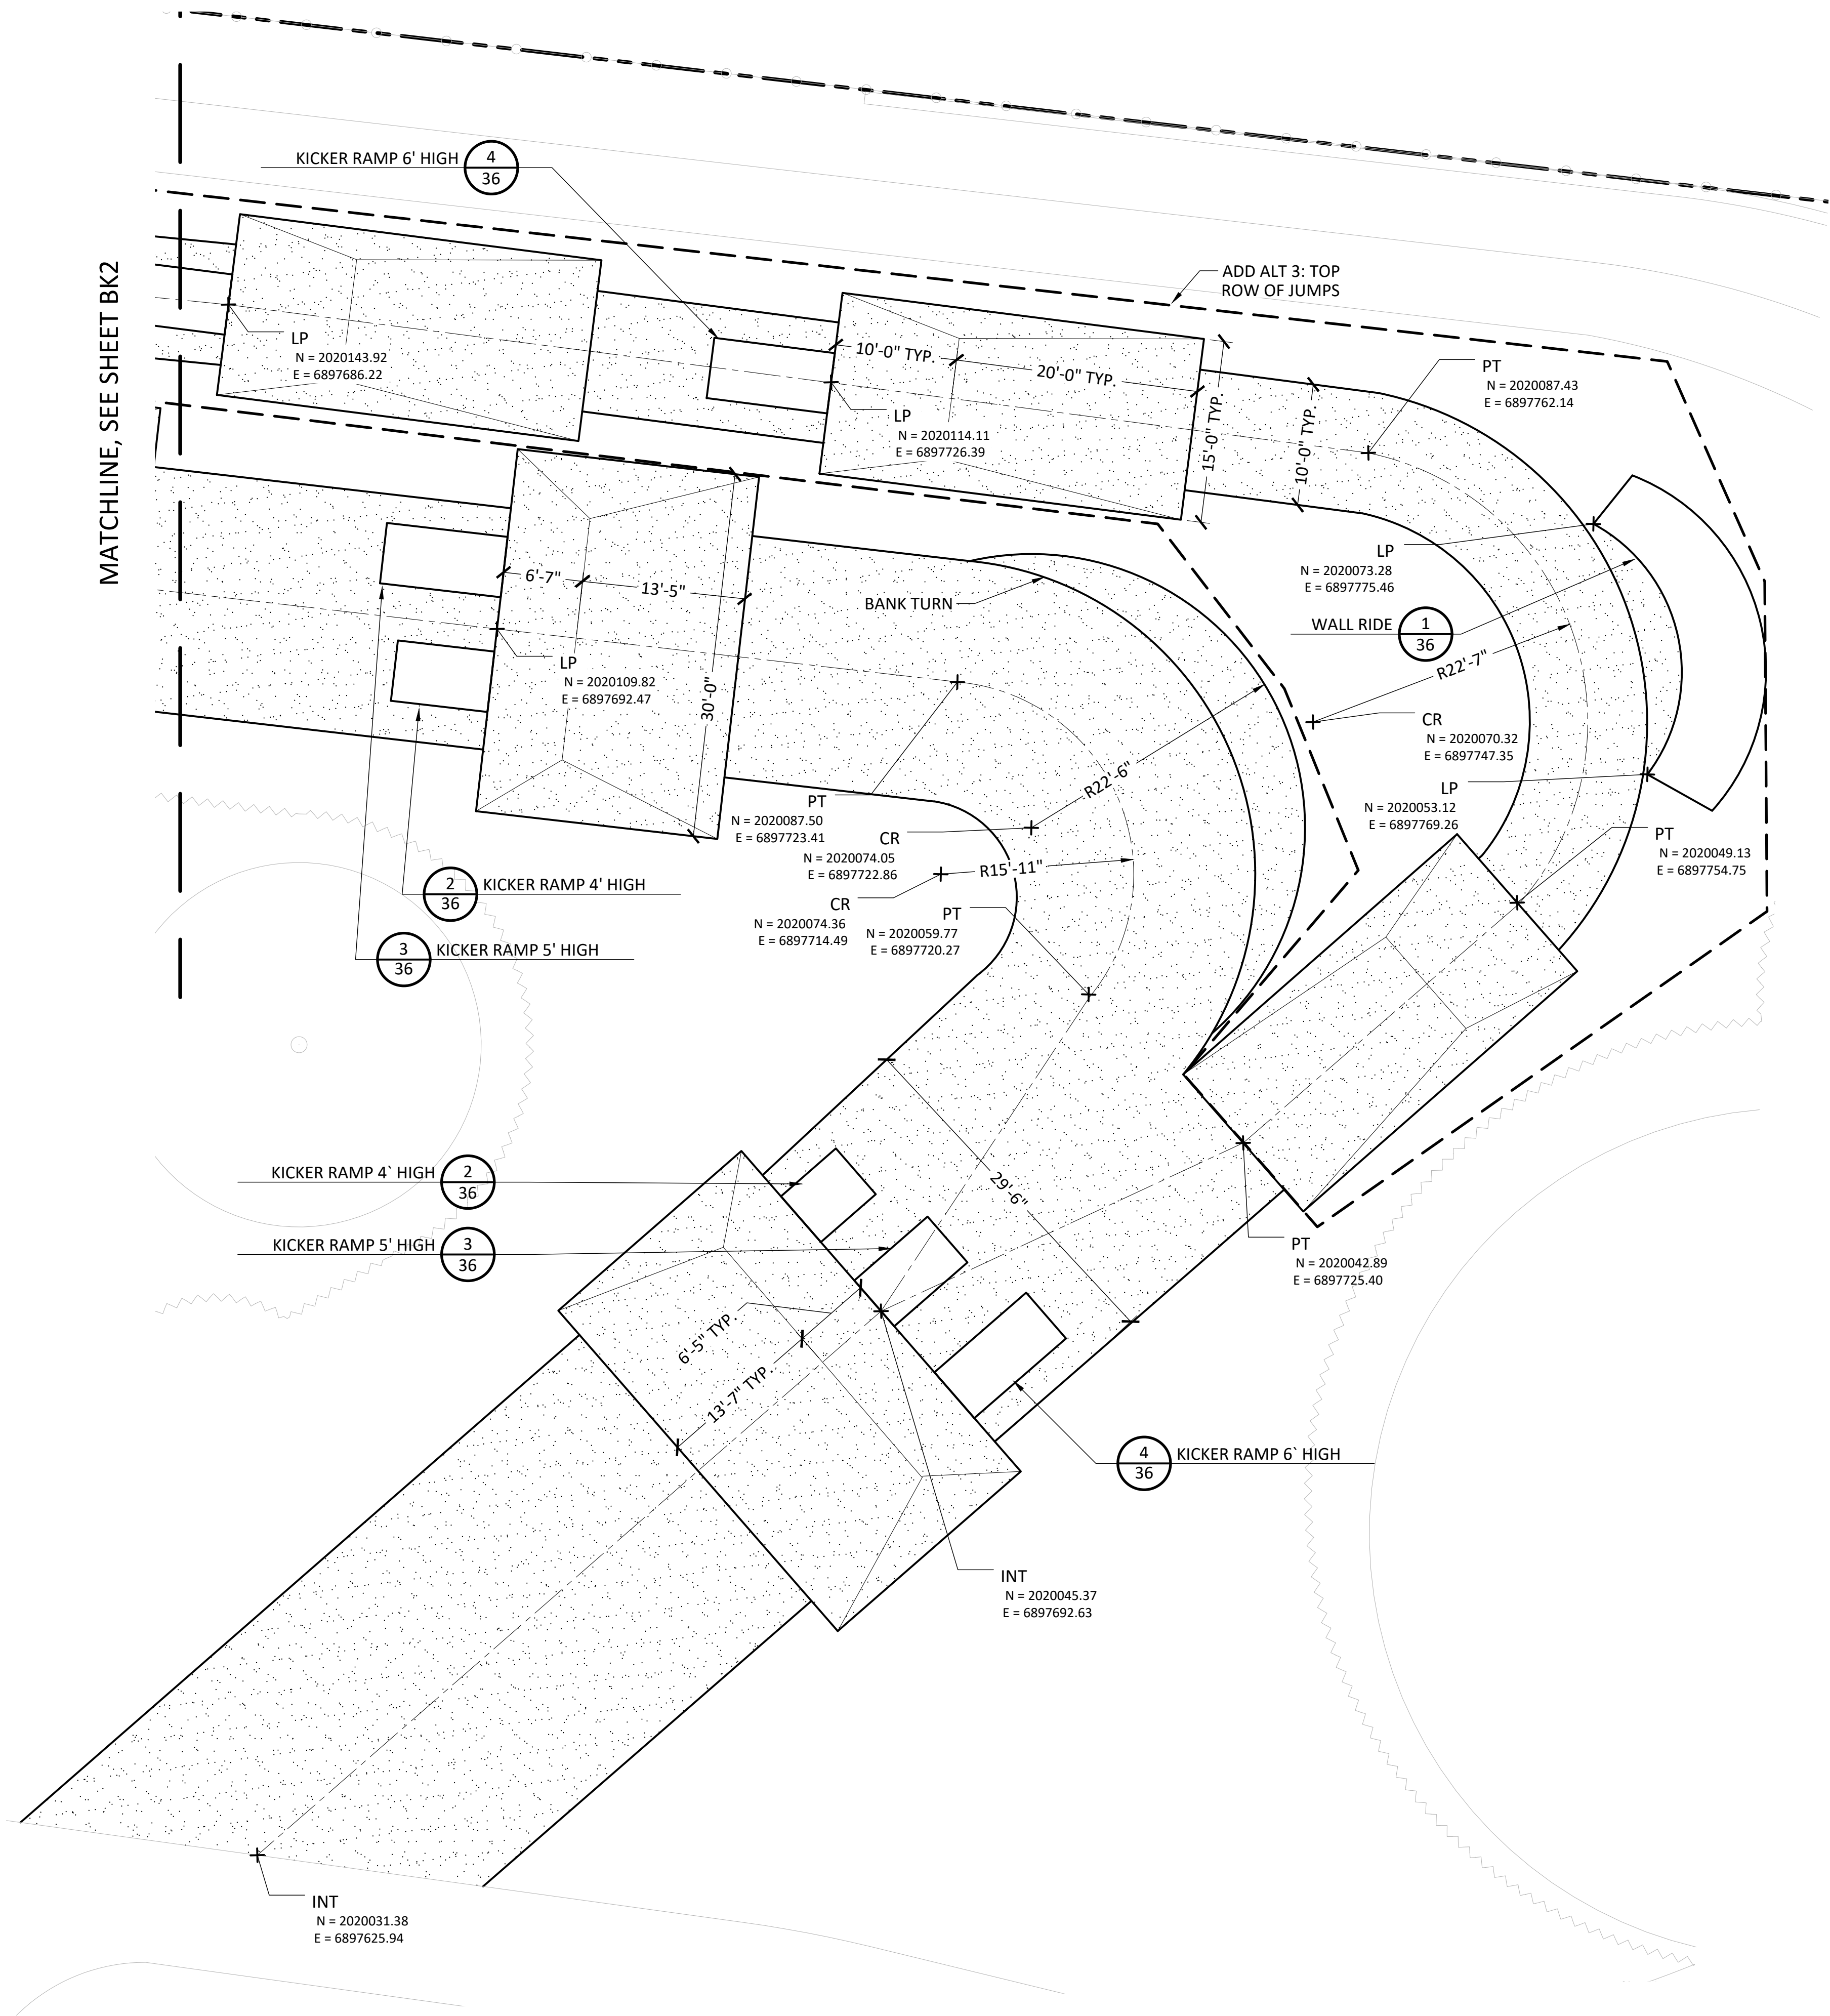 KICKER RAMP 6' HIGH
4
36
MATCHLINE, SEE SHEET BK2
ADD ALT 3: TOP
ROW OF JUMPS
LP
N = 2020143.92
E = 6897686.22
10'-0" TYP.
20'-0" TYP.
15'-0" TYP.
10'-0" TYP.
PT
N = 2020087.43
E = 6897762.14
LP
N = 2020114.11
E = 6897726.39
LP
N = 2020073.28
E = 6897775.46
WALL RIDE
1
36
R22'-7"
6'-7"
13'-5"
BANK TURN
LP
N = 2020109.82
E = 6897692.47
30'-0"
CR
N = 2020070.32
E = 6897747.35
R22'-6"
LP
N = 2020053.12
E = 6897769.26
PT
N = 2020087.50
E = 6897723.41
CR
N = 2020074.05
E = 6897722.86
PT
N = 2020049.13
E = 6897754.75
R15'-11"
2
36
KICKER RAMP 4' HIGH
CR
N = 2020074.36
E = 6897714.49
PT
N = 2020059.77
E = 6897720.27
3
36
KICKER RAMP 5' HIGH
KICKER RAMP 4` HIGH
2
36
29'-6"
KICKER RAMP 5' HIGH
3
36
PT
N = 2020042.89
E = 6897725.40
6'-5" TYP.
13'-7" TYP.
4
36
KICKER RAMP 6` HIGH
INT
N = 2020045.37
E = 6897692.63
INT
N = 2020031.38
E = 6897625.94